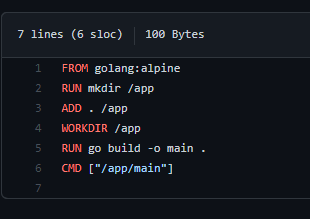 7 lines (6 sloc) 100 Bytes
1 FROM golang:alpine
2 RUN mkdir /app
3 ADD . /app
4 WORKDIR /app
5 RUN go build -o main .
6 CMD ["/app/main"]
7